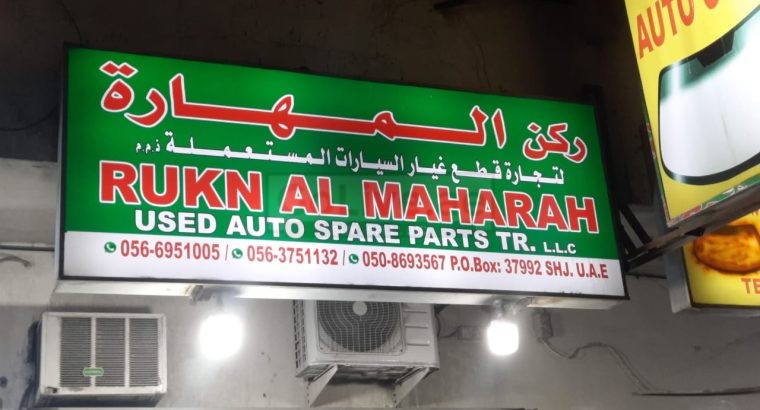 ركن المهارة
لتجارة قطع غيار السيارات المستعملة ذ.م.م
RUKN AL MAHARAH
USED AUTO SPARE PARTS TR. L.L.C
056-6951005 / 056-3751132 / 050-8693567 P.O.Box: 37992 SHJ. U.A.E
AUTO
TE